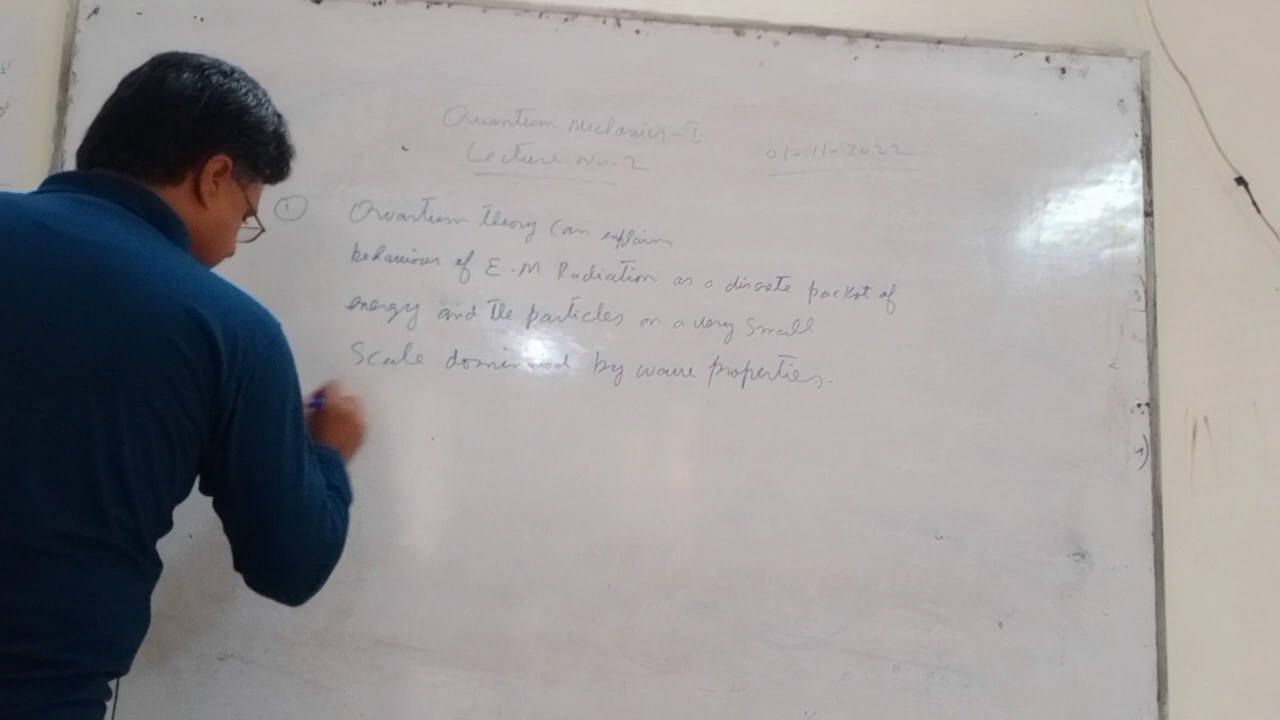 Quantum Mechanics-I
Lecture No.2 01-11-2022
① Quantum theory can explain
behaviour of E.M Radiation as a discrete packet of
energy and the particles on a very small
Scale by wave properties.